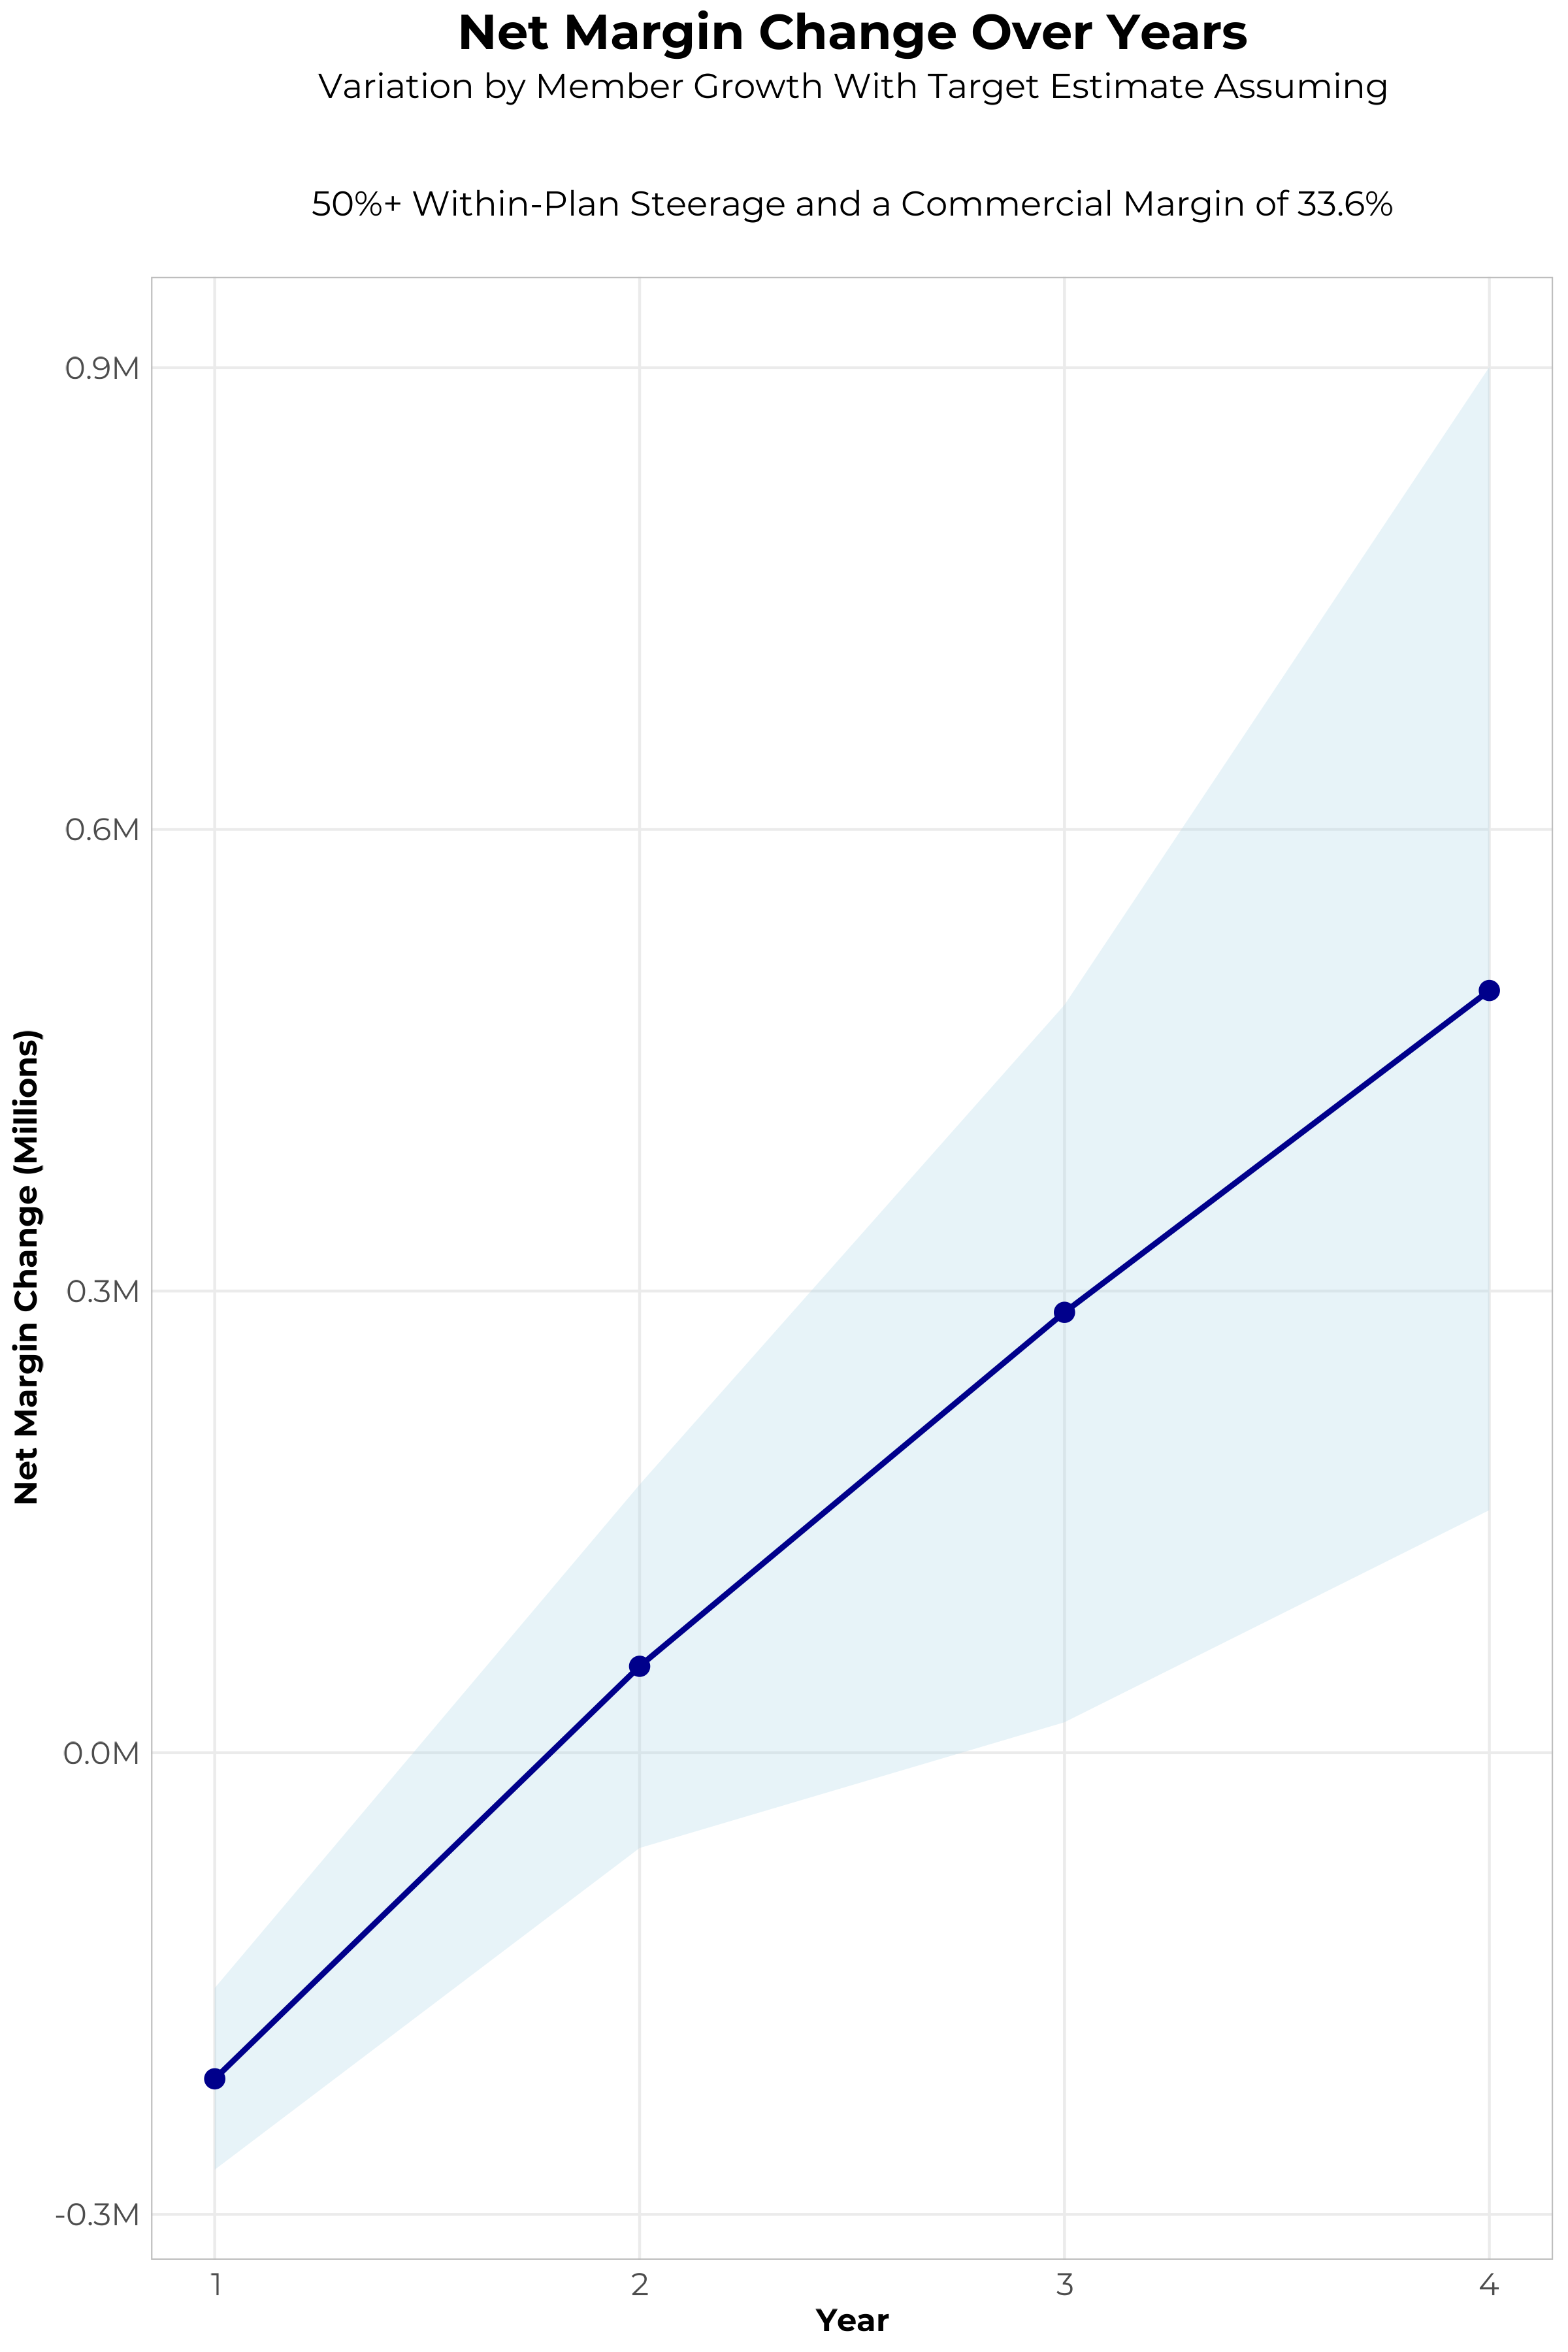 Net Margin Change Over Years
Variation by Member Growth With Target Estimate Assuming
50%+ Within-Plan Steerage and a Commercial Margin of 33.6%
0.9M
0.6M
0.3M
0.0M
-0.3M
Net Margin Change (Millions)
1
2
3
4
Year